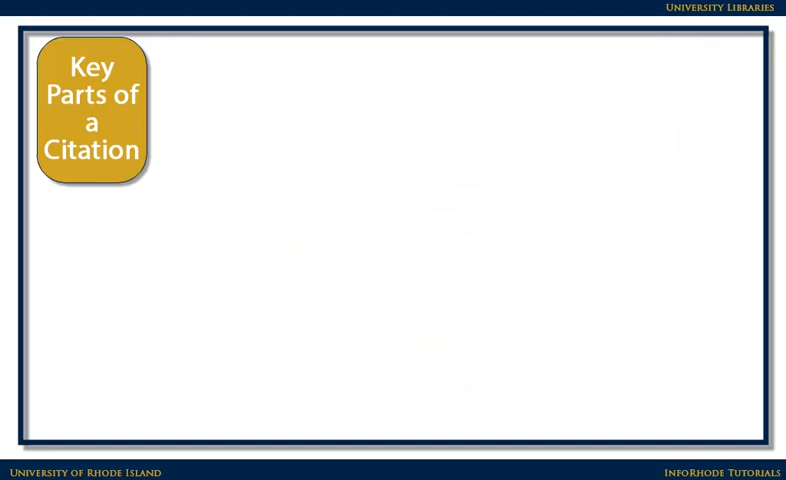 University Libraries
Key
Parts of
a
Citation
University of Rhode Island
InfoRhode Tutorials